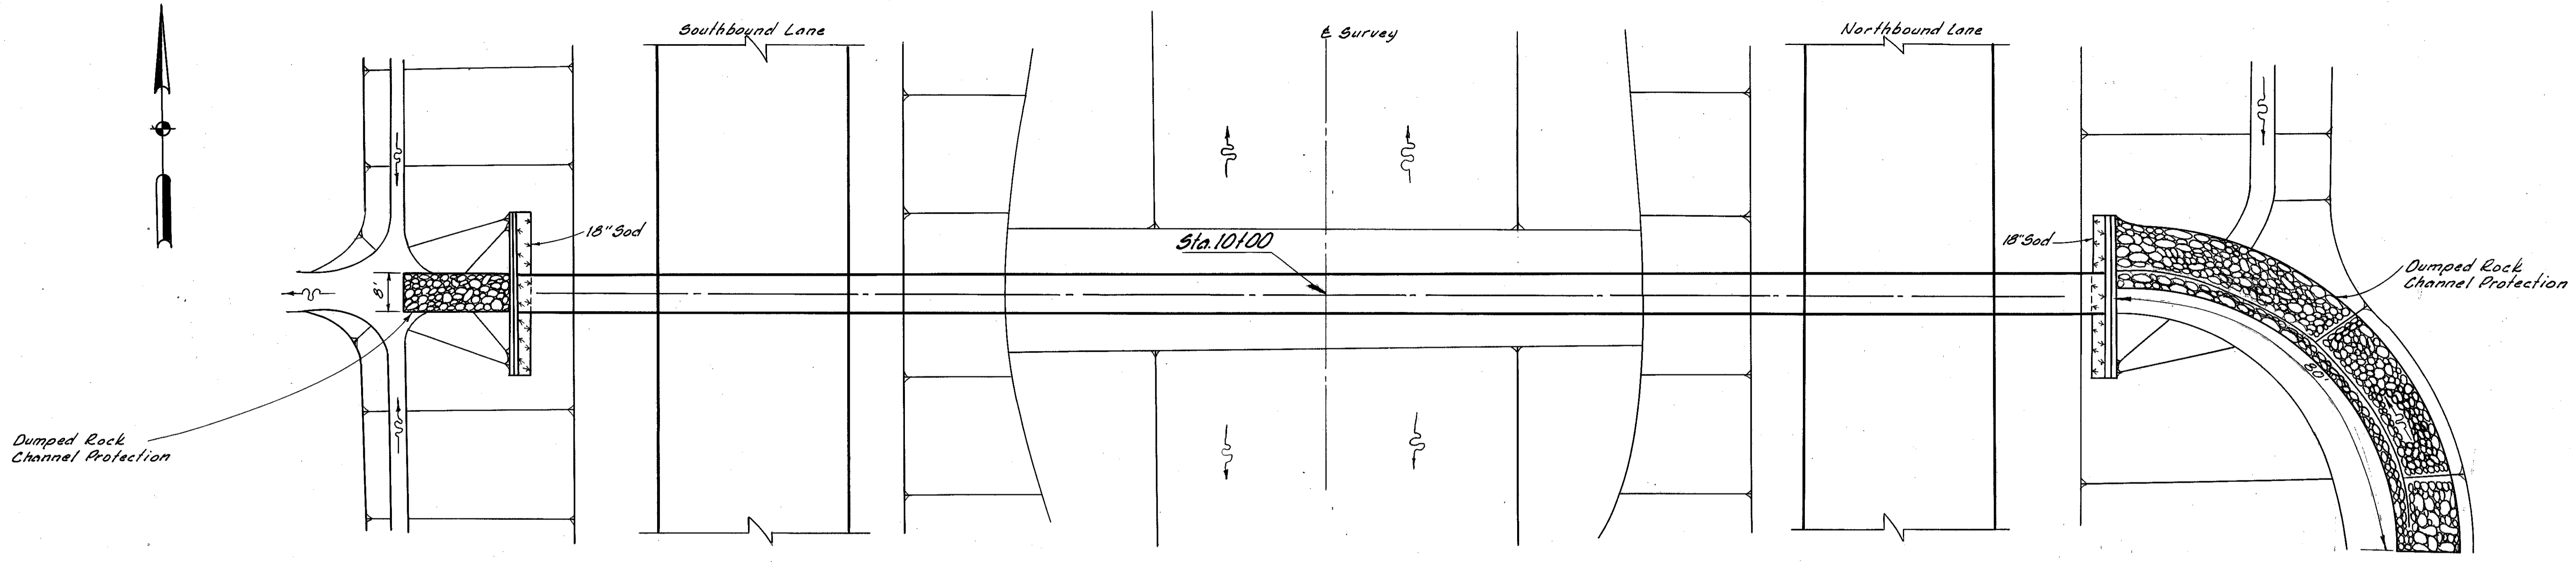 Southbound Lane
℄ Survey
Northbound Lane
18" Sod
Sta. 10+00
18" Sod
8'
Dumped Rock
Channel Protection
80'
Dumped Rock
Channel Protection